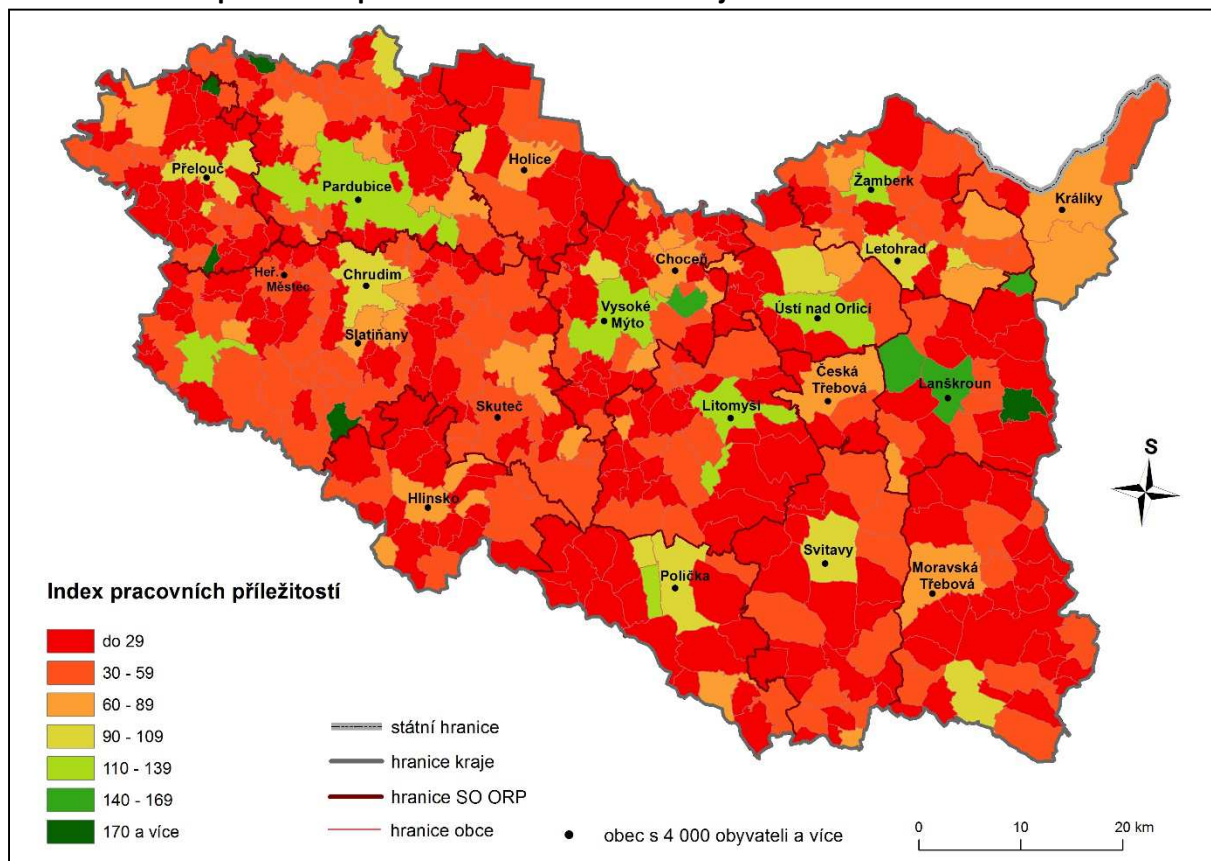 Přelouč
Pardubice
Holice
Žamberk
Králíky
Heř.
Městec
Chrudim
Choceň
Letohrad
Slatiňany
Vysoké
Mýto
Ústí nad Orlicí
Česká
Třebová
Lanškroun
Skuteč
Litomyšl
Hlinsko
Polička
Svitavy
Moravská
Třebová
S
Index pracovních příležitostí
do 29
30 - 59
60 - 89
90 - 109
110 - 139
140 - 169
170 a více
státní hranice
hranice kraje
hranice SO ORP
hranice obce
obec s 4 000 obyvateli a více
0 10 20 km